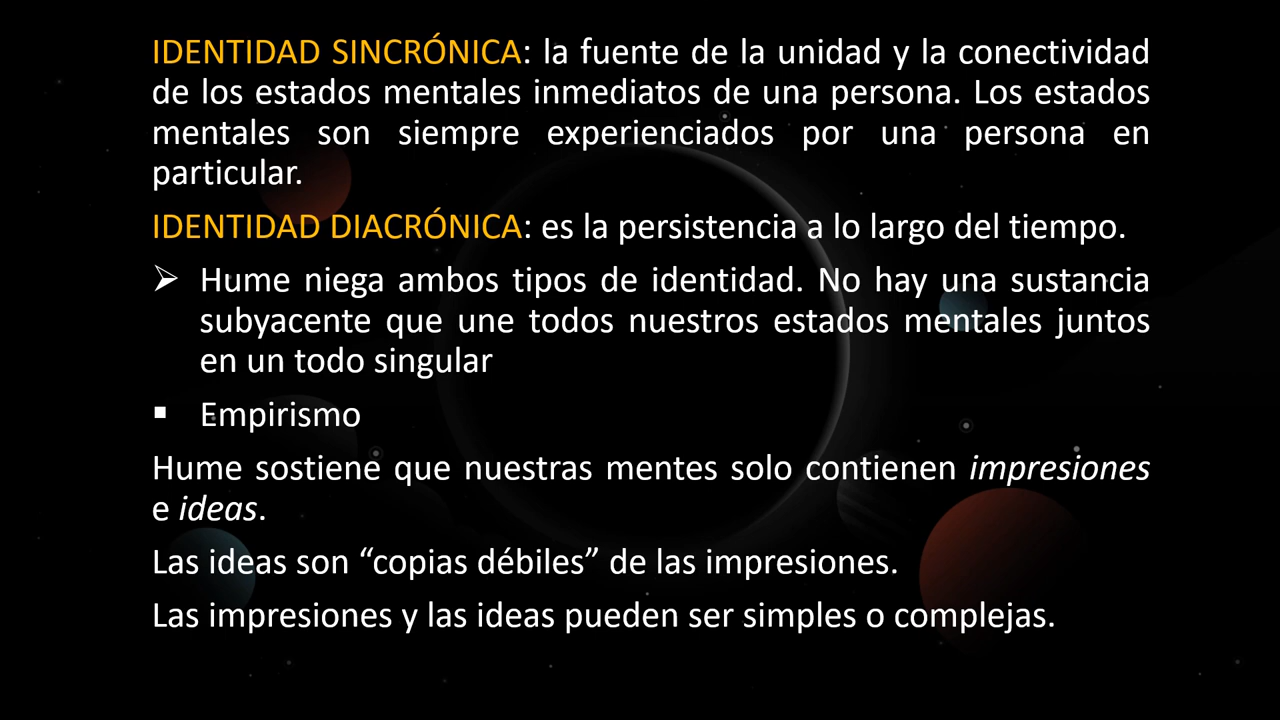 IDENTIDAD SINCRÓNICA: la fuente de la unidad y la conectividad
de los estados mentales inmediatos de una persona. Los estados
mentales son siempre experienciados por una persona en
particular.
IDENTIDAD DIACRÓNICA: es la persistencia a lo largo del tiempo.
➢ Hume niega ambos tipos de identidad. No hay una sustancia
subyacente que une todos nuestros estados mentales juntos
en un todo singular
▪ Empirismo
Hume sostiene que nuestras mentes solo contienen impresiones
e ideas.
Las ideas son “copias débiles” de las impresiones.
Las impresiones y las ideas pueden ser simples o complejas.